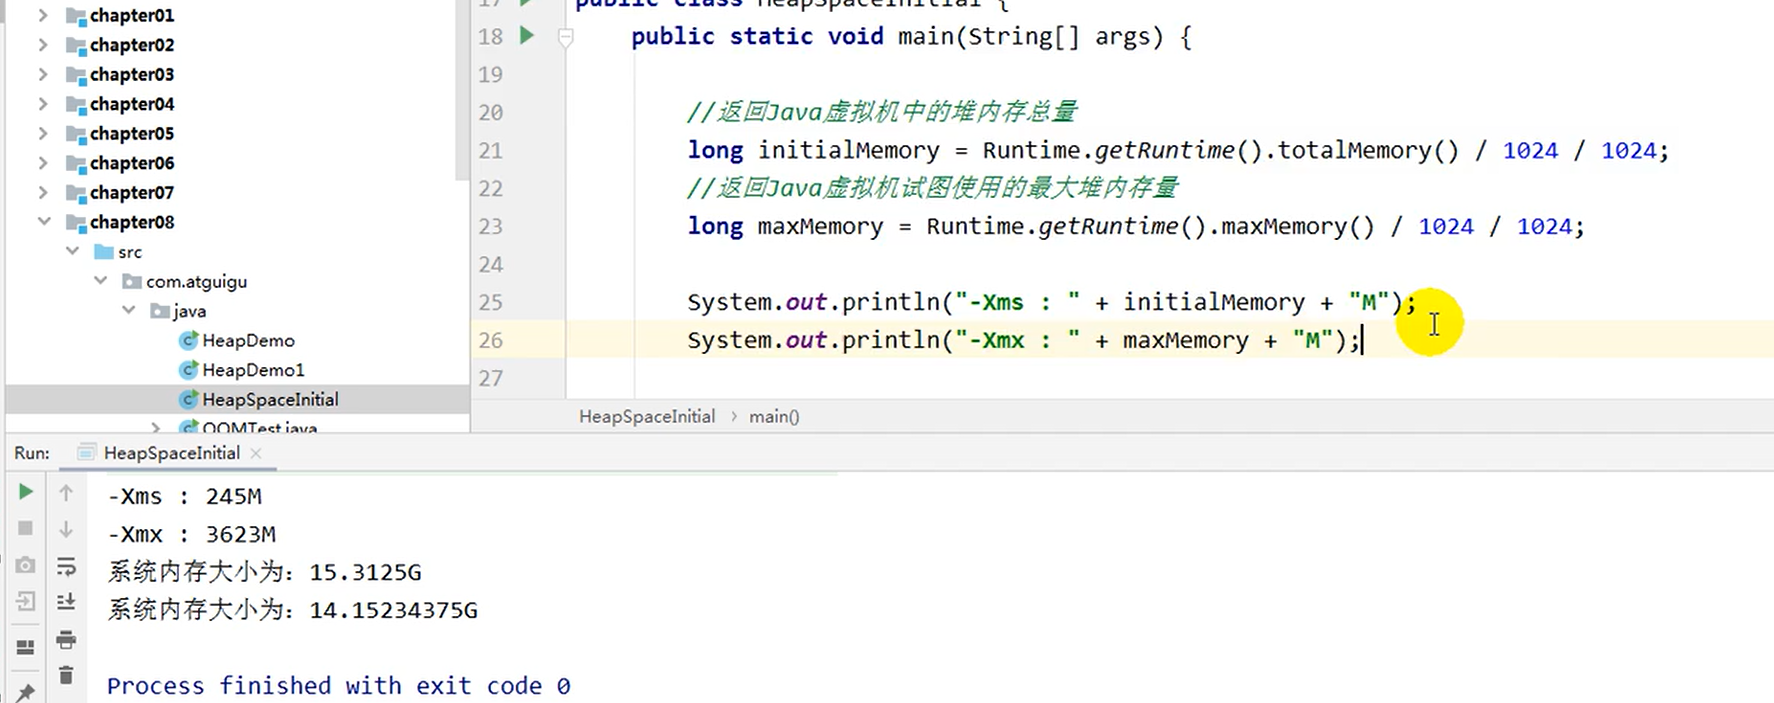 chapter01
chapter02
chapter03
chapter04
chapter05
chapter06
chapter07
chapter08
src
com.atguigu
java
HeapDemo
HeapDemo1
HeapSpaceInitial
OOMTest.java
17 public class HeapSpaceInitial {
18 public static void main(String[] args) {
19
20 //返回Java虚拟机中的堆内存总量
21 long initialMemory = Runtime.getRuntime().totalMemory() / 1024 / 1024;
22 //返回Java虚拟机试图使用的最大堆内存量
23 long maxMemory = Runtime.getRuntime().maxMemory() / 1024 / 1024;
24
25 System.out.println("-Xms : " + initialMemory + "M");
26 System.out.println("-Xmx : " + maxMemory + "M");
27
HeapSpaceInitial › main()
Run: HeapSpaceInitial ×
-Xms : 245M
-Xmx : 3623M
系统内存大小为：15.3125G
系统内存大小为：14.15234375G
Process finished with exit code 0